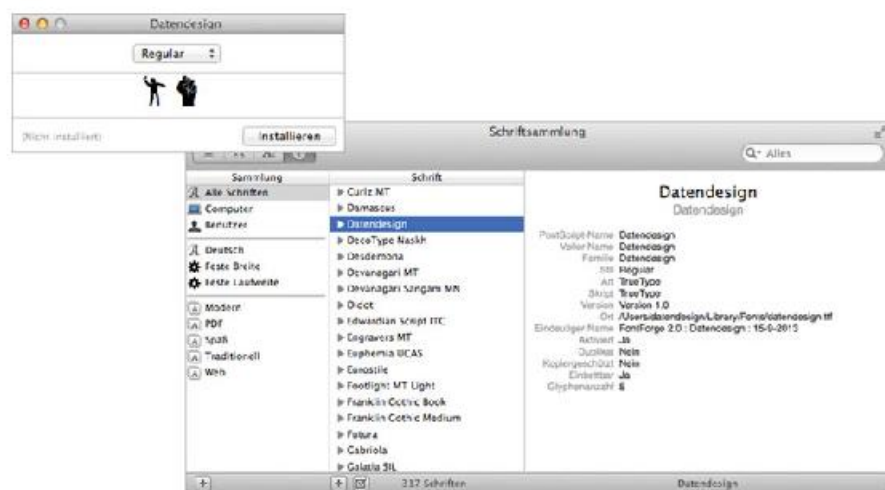 Datendesign
Regular
(Nicht installiert)
Installieren
Schriftsammlung
Alles
Sammlung
Alle Schriften
Computer
Benutzer
Deutsch
Feste Breite
Feste Laufweite
Modern
PDF
Spaß
Traditionell
Web
Schrift
Curlz MT
Damascus
Datendesign
DecoType Naskh
Desdemona
Devanagari MT
Devanagari Sangam MN
Didot
Edwardian Script ITC
Engravers MT
Euphemia UCAS
Eurostile
Footlight MT Light
Franklin Gothic Book
Franklin Gothic Medium
Futura
Gabriola
Galatia SIL
Datendesign
Datendesign
PostScript-Name Datendesign
Voller Name Datendesign
Familie Datendesign
Stil Regular
Art TrueType
Skript TrueType
Version Version 1.0
Ort /Users/datendesign/Library/Fonts/datendesign.ttf
Eindeutiger Name FontForge 2.0 : Datendesign : 15-9-2013
Aktiviert Ja
Duplikat Nein
Kopiergeschützt Nein
Einbettbar Ja
Glyphenanzahl
337 Schriften
Datendesign